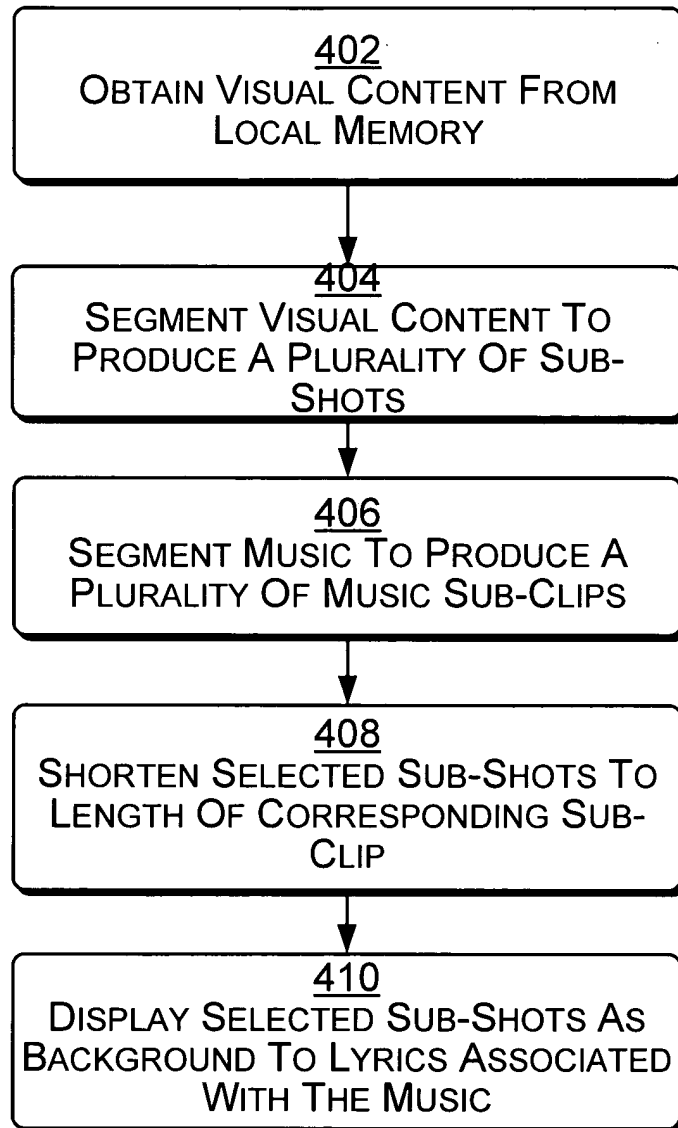 402
OBTAIN VISUAL CONTENT FROM
LOCAL MEMORY
404
SEGMENT VISUAL CONTENT TO
PRODUCE A PLURALITY OF SUB-
SHOTS
406
SEGMENT MUSIC TO PRODUCE A
PLURALITY OF MUSIC SUB-CLIPS
408
SHORTEN SELECTED SUB-SHOTS TO
LENGTH OF CORRESPONDING SUB-
CLIP
410
DISPLAY SELECTED SUB-SHOTS AS
BACKGROUND TO LYRICS ASSOCIATED
WITH THE MUSIC